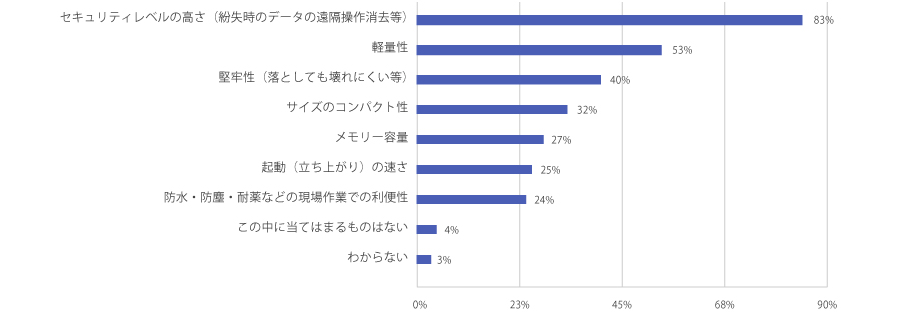 セキュリティレベルの高さ（紛失時のデータの遠隔操作消去等） 83%
軽量性 53%
堅牢性（落としても壊れにくい等） 40%
サイズのコンパクト性 32%
メモリー容量 27%
起動（立ち上がり）の速さ 25%
防水・防塵・耐薬などの現場作業での利便性 24%
この中に当てはまるものはない 4%
わからない 3%
0% 23% 45% 68% 90%